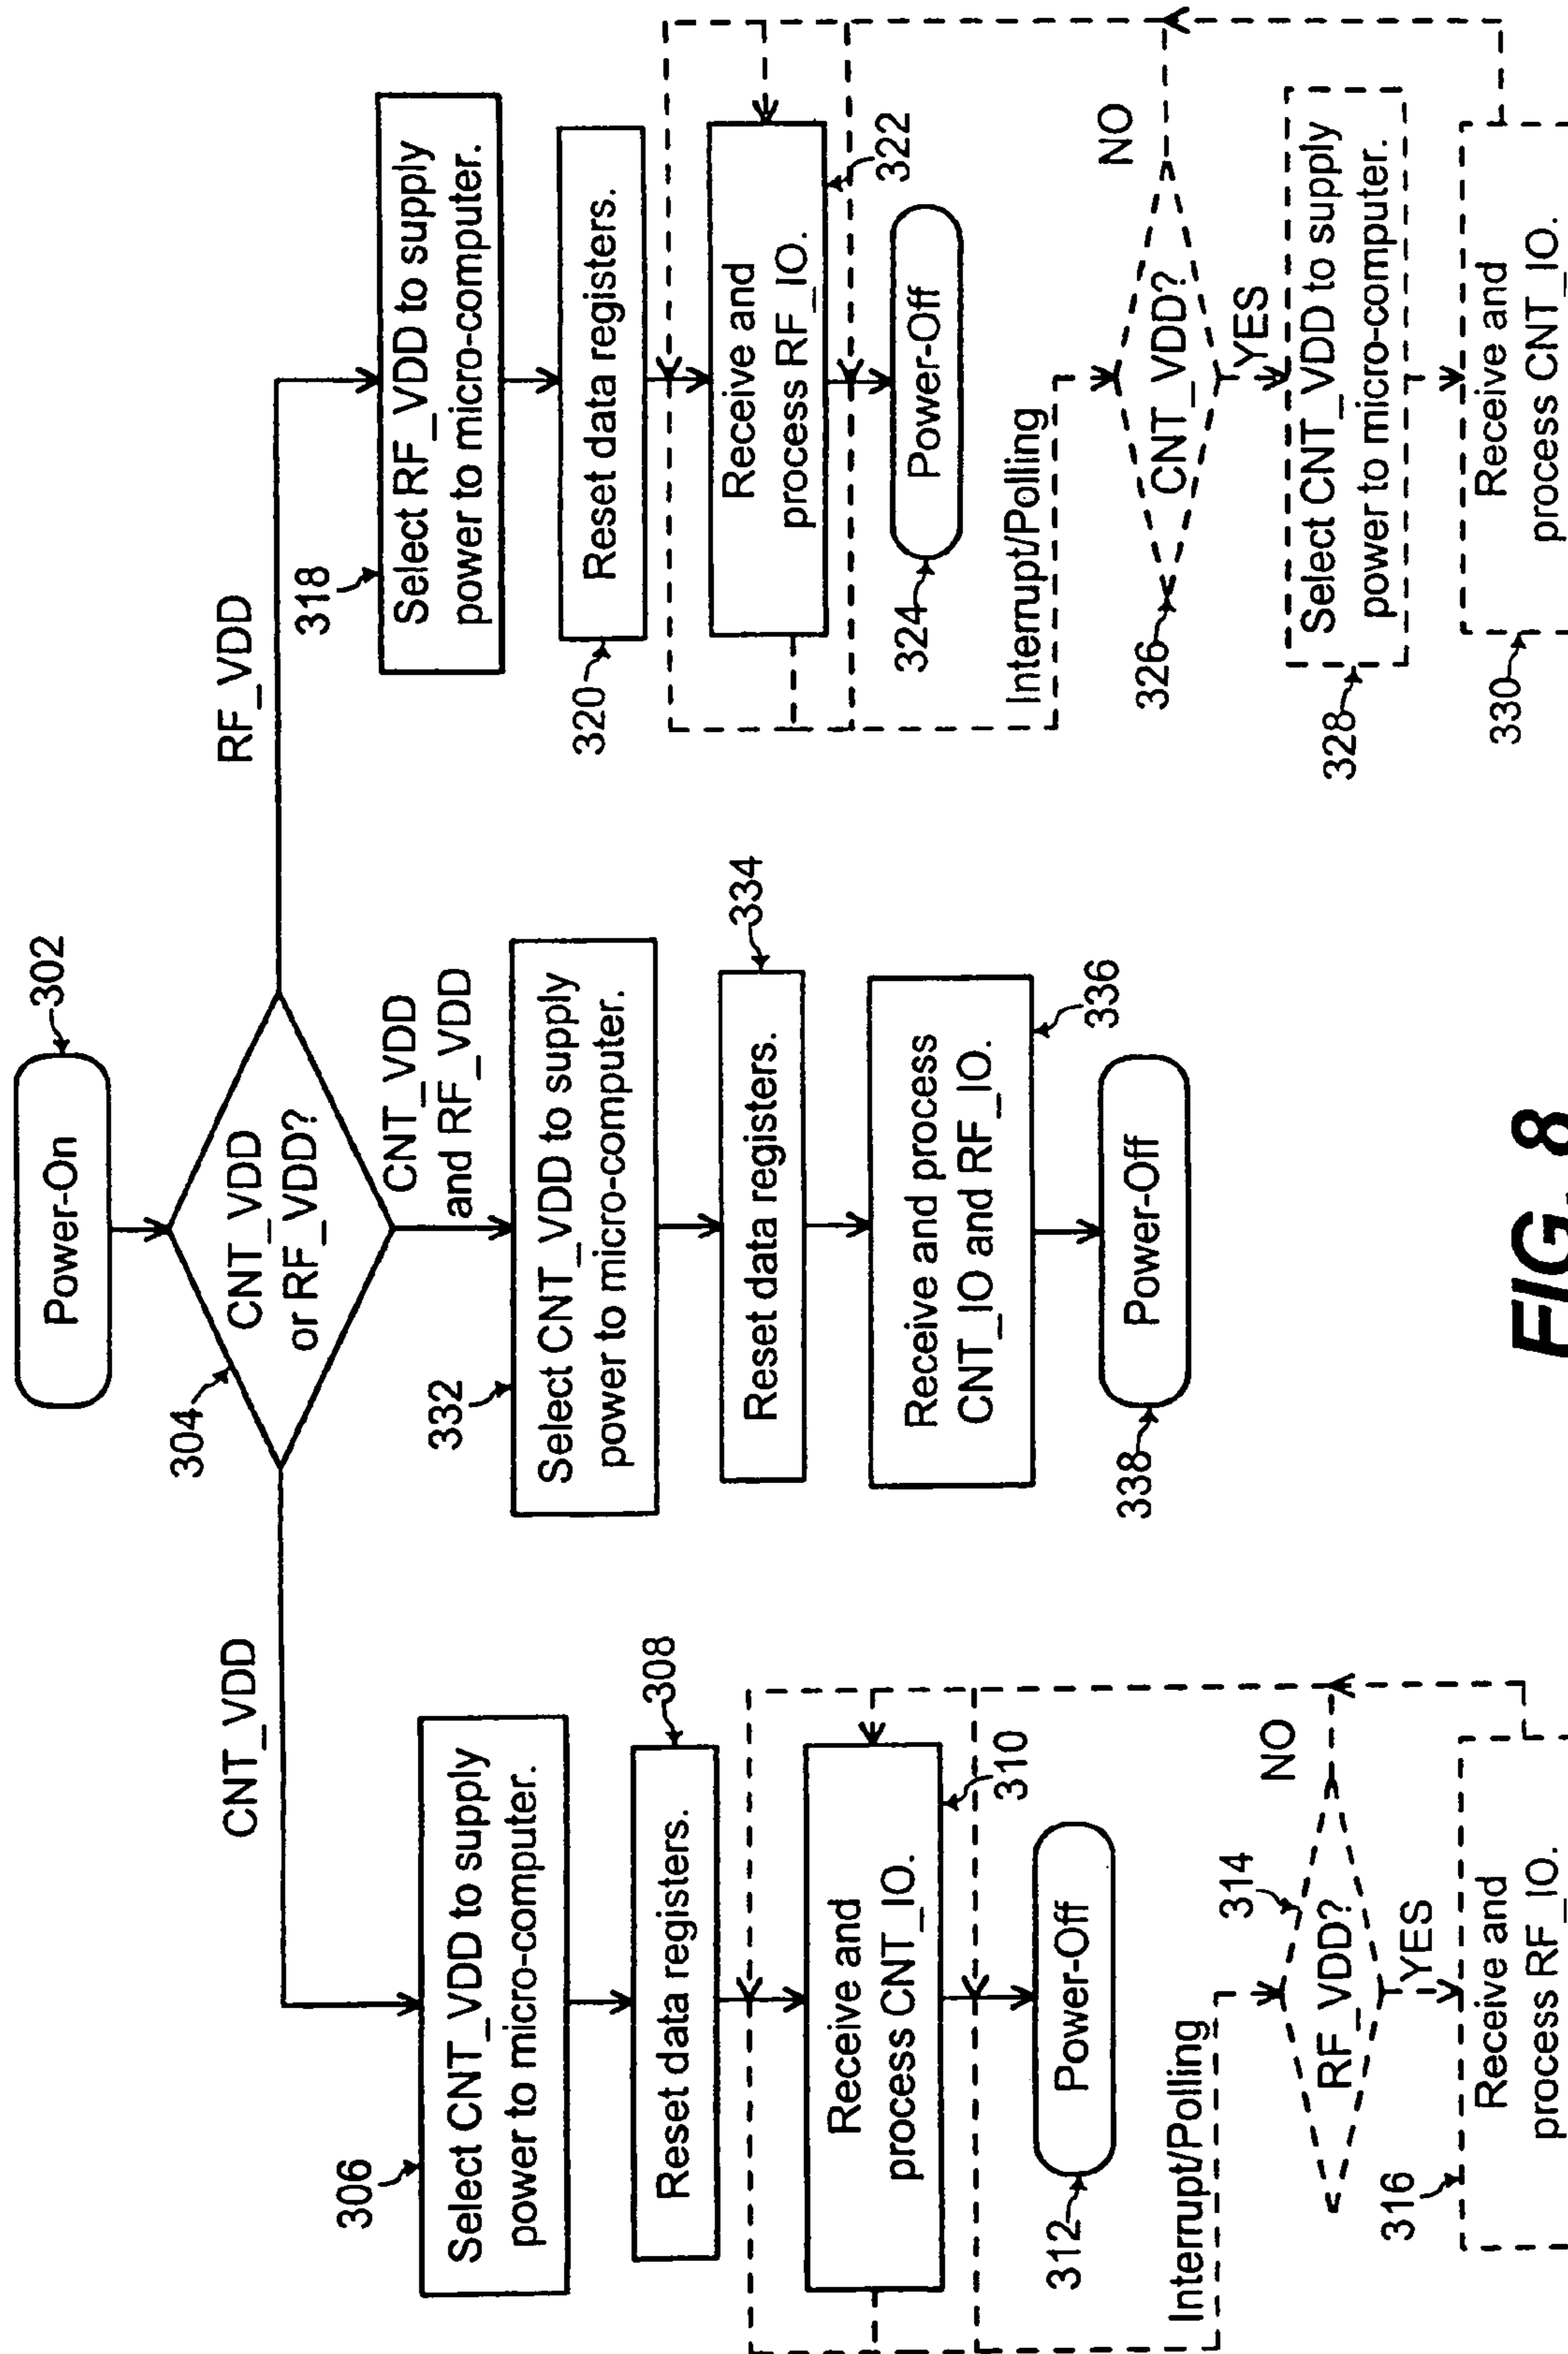 Power-On
302
304
CNT_VDD
or RF_VDD?
CNT_VDD
CNT_VDD
and RF_VDD
RF_VDD
306
Select CNT_VDD to supply
power to micro-computer.
308
Reset data registers.
Receive and
process CNT_IO.
310
312
Power-Off
Interrupt/Polling
314
RF_VDD?
NO
YES
316
Receive and
process RF_IO.
332
Select CNT_VDD to supply
power to micro-computer.
334
Reset data registers.
Receive and process
CNT_IO and RF_IO.
336
338
Power-Off
318
Select RF_VDD to supply
power to micro-computer.
320
Reset data registers.
Receive and
process RF_IO.
322
324
Power-Off
Interrupt/Polling
326
CNT_VDD?
NO
YES
328
Select CNT_VDD to supply
power to micro-computer.
330
Receive and
process CNT_IO.
FIG. 8